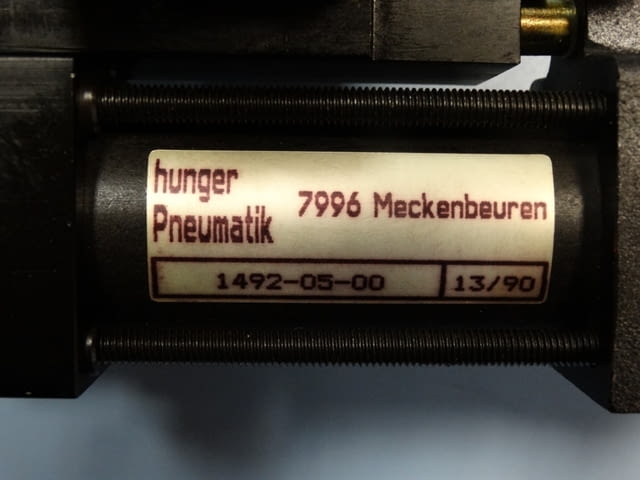 hunger
Pneumatik
7996 Meckenbeuren
1492-05-00
13/90